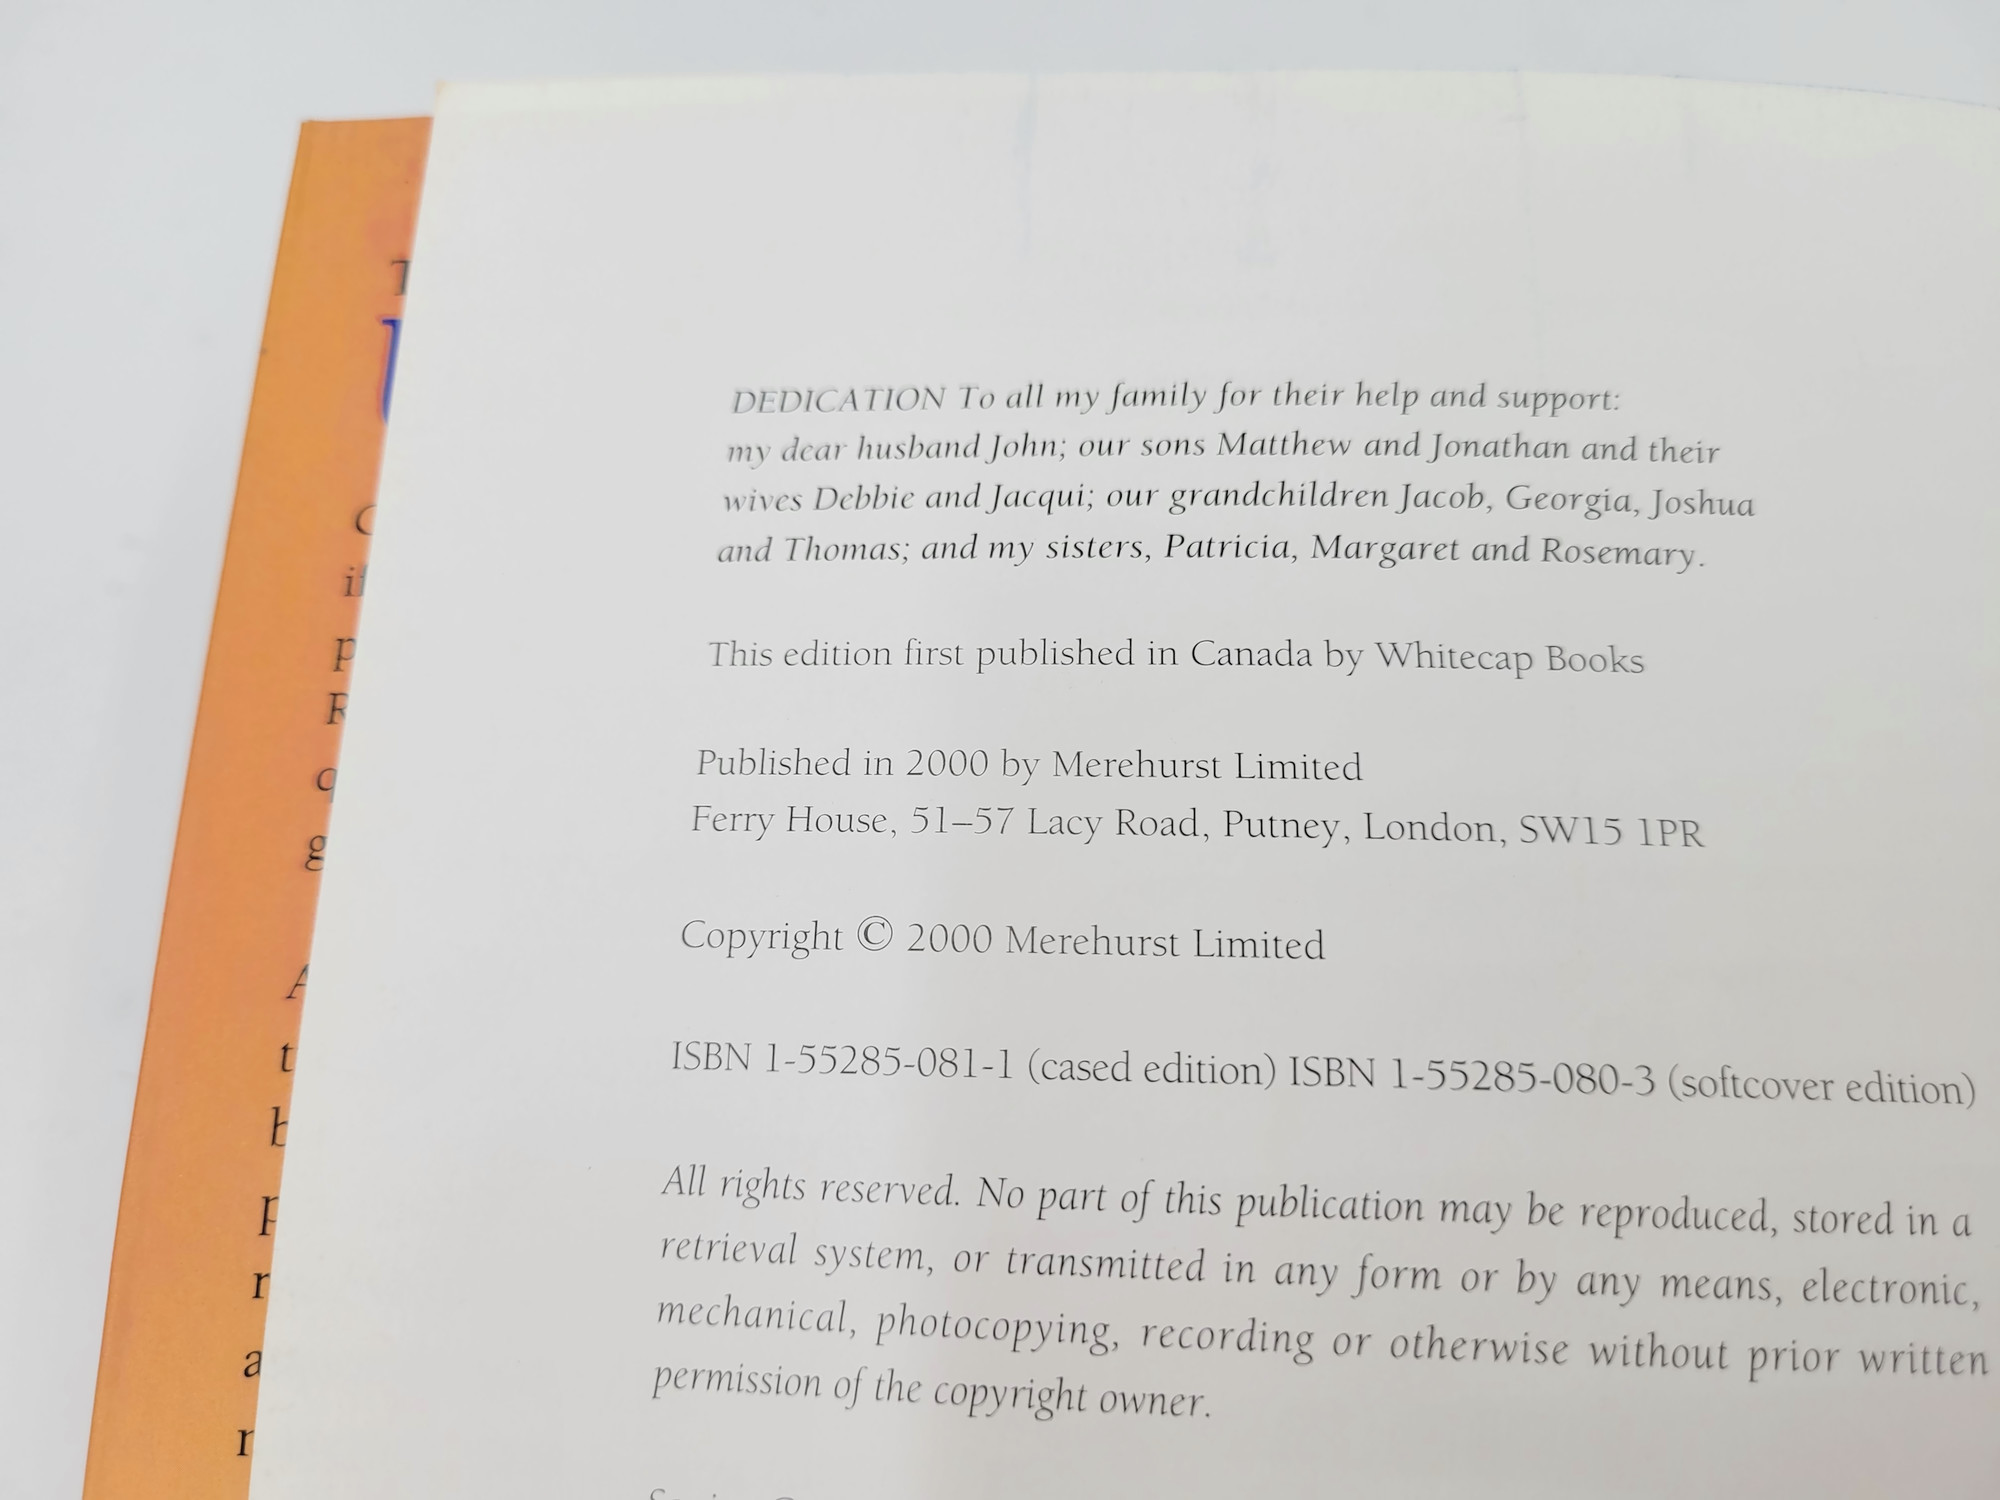 DEDICATION To all my family for their help and support:
my dear husband John; our sons Matthew and Jonathan and their
wives Debbie and Jacqui; our grandchildren Jacob, Georgia, Joshua
and Thomas; and my sisters, Patricia, Margaret and Rosemary.
This edition first published in Canada by Whitecap Books
Published in 2000 by Merehurst Limited
Ferry House, 51–57 Lacy Road, Putney, London, SW15 1PR
Copyright © 2000 Merehurst Limited
ISBN 1-55285-081-1 (cased edition) ISBN 1-55285-080-3 (softcover edition)
All rights reserved. No part of this publication may be reproduced, stored in a
retrieval system, or transmitted in any form or by any means, electronic,
mechanical, photocopying, recording or otherwise without prior written
permission of the copyright owner.